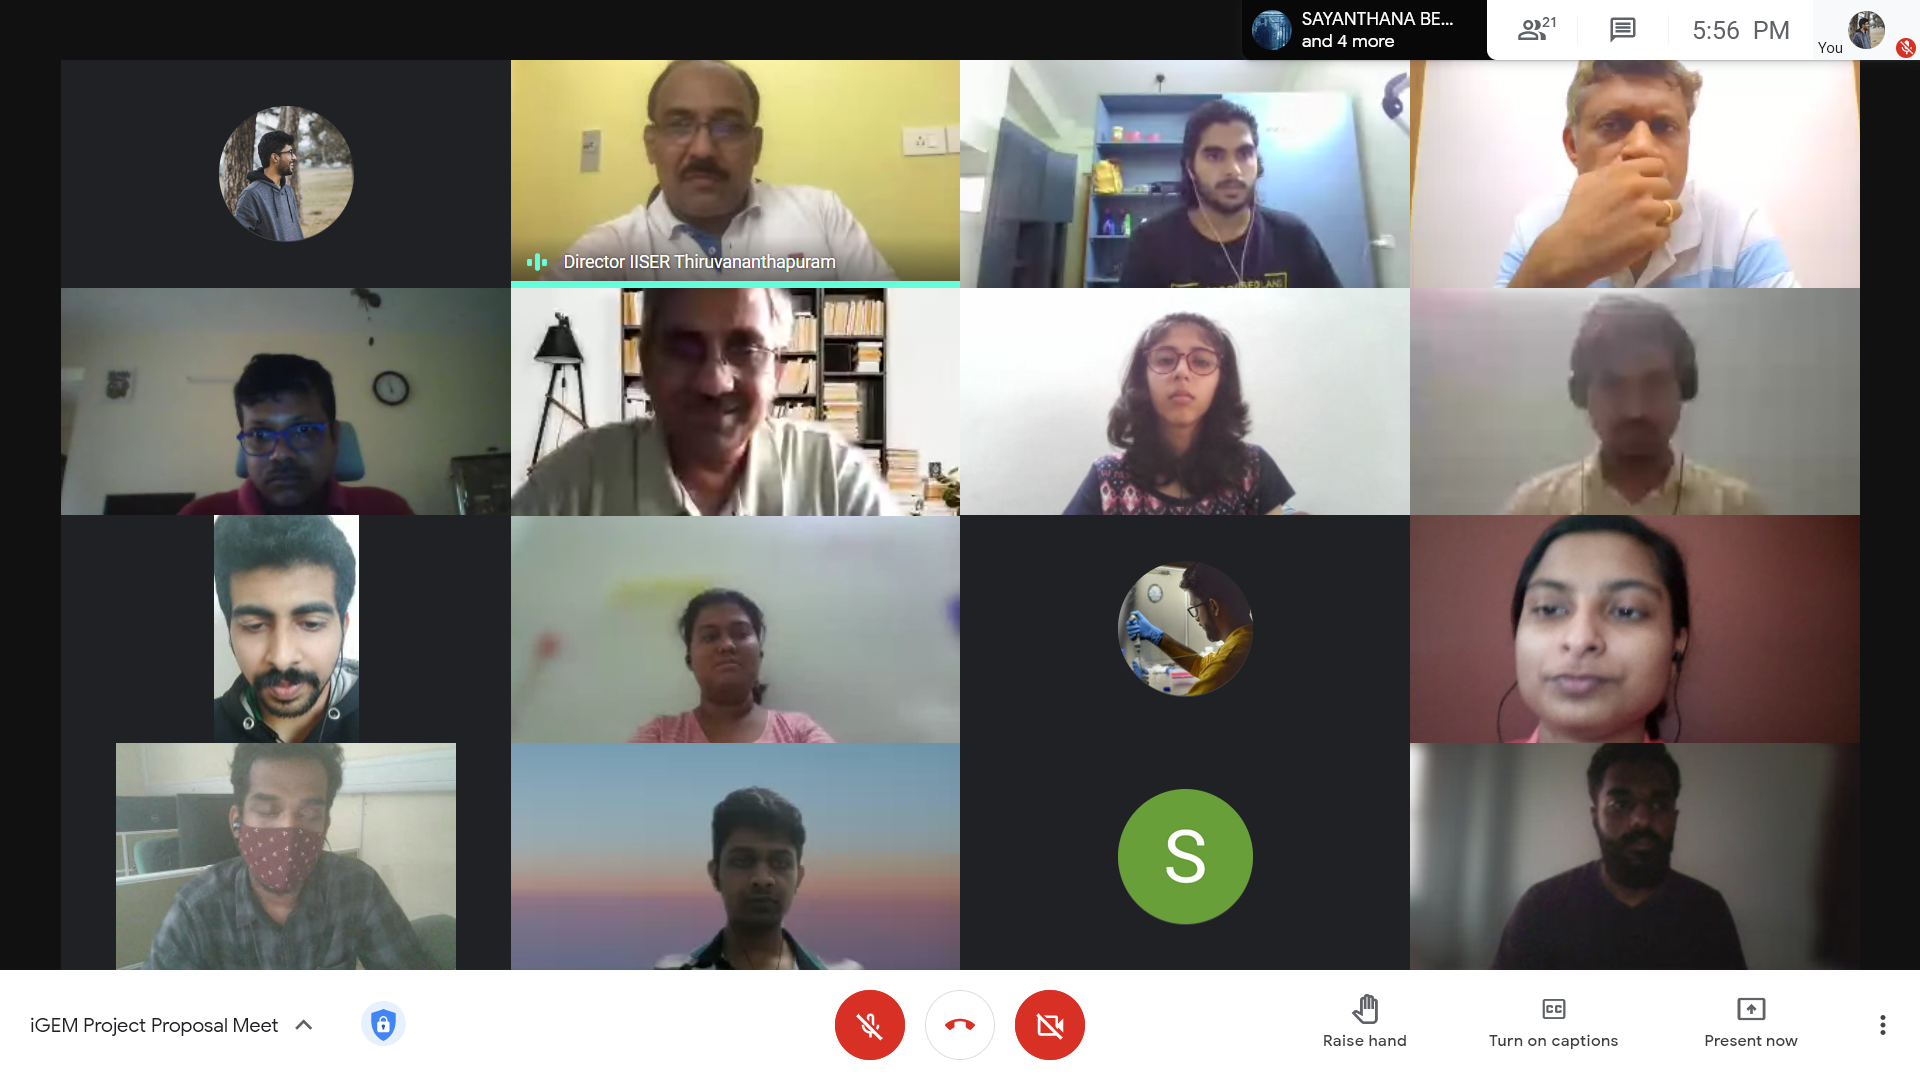 SAYANTHANA BE...
and 4 more
21
5:56 PM
You
Director IISER Thiruvananthapuram
S
iGEM Project Proposal Meet
Raise hand
CC
Turn on captions
Present now